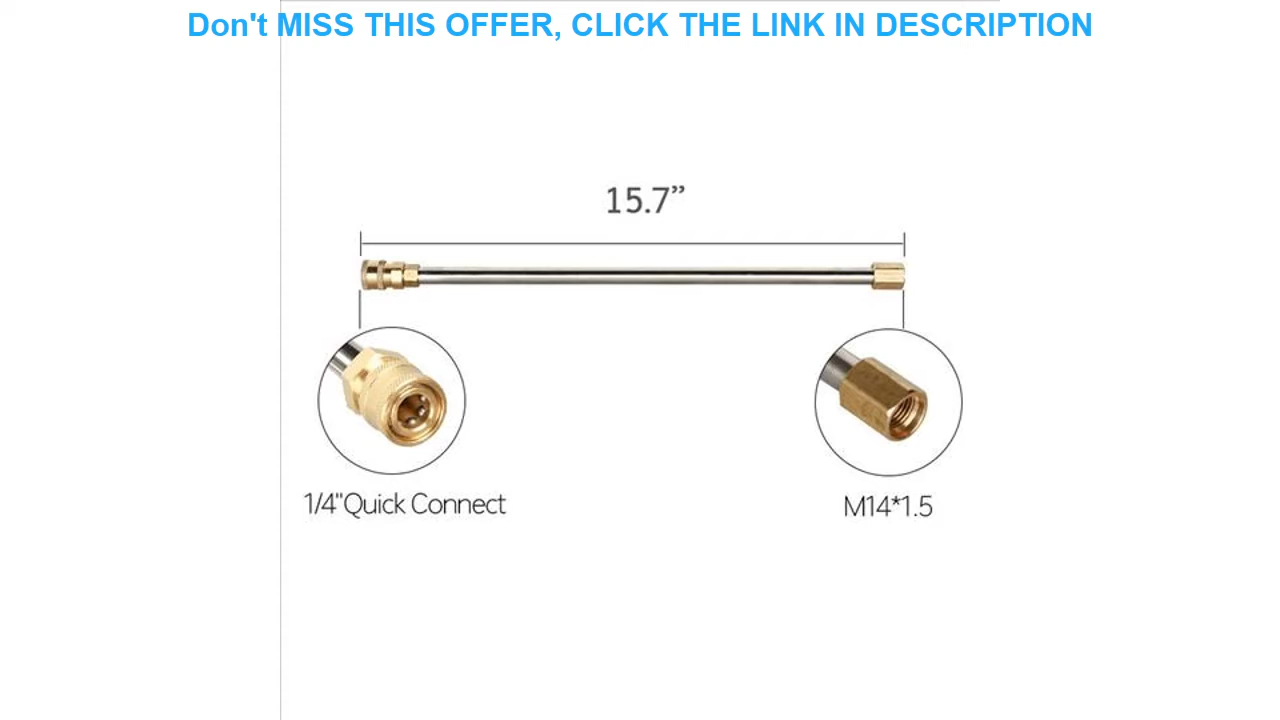 Don't MISS THIS OFFER, CLICK THE LINK IN DESCRIPTION
15.7”
1/4"Quick Connect
M14*1.5